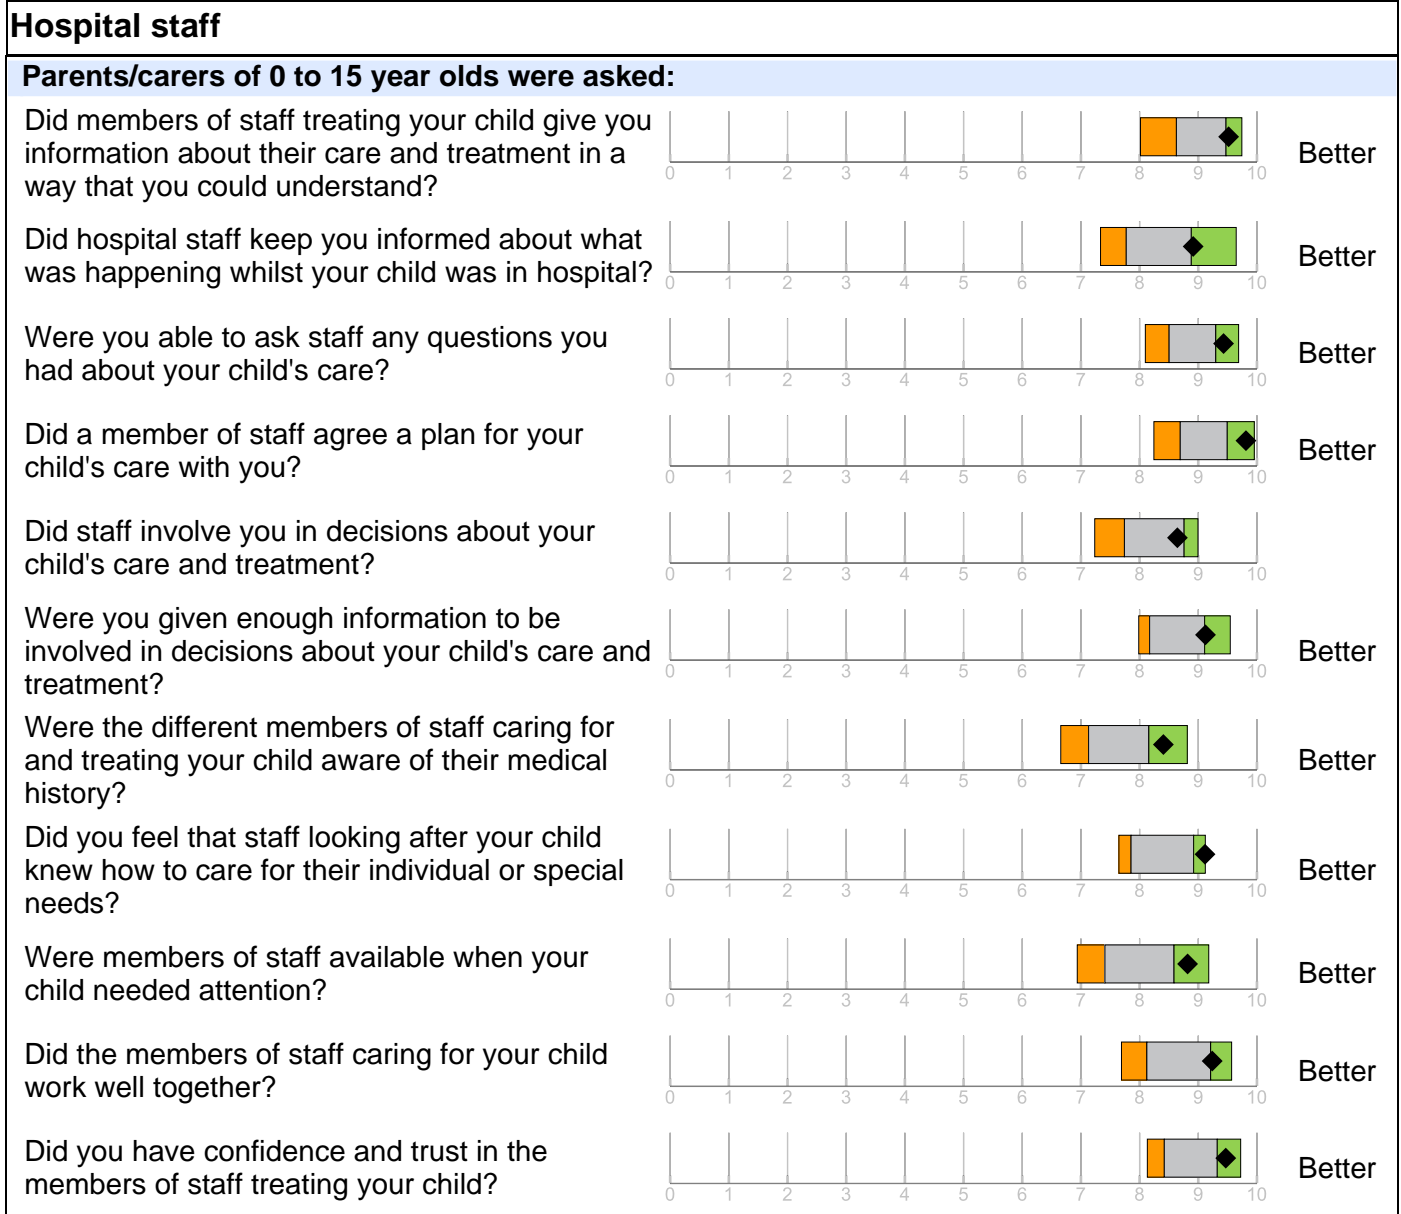 Hospital staff
Parents/carers of 0 to 15 year olds were asked:
Did members of staff treating your child give you
information about their care and treatment in a
way that you could understand?
0 1 2 3 4 5 6 7 8 9 10
Better
Did hospital staff keep you informed about what
was happening whilst your child was in hospital?
0 1 2 3 4 5 6 7 8 9 10
Better
Were you able to ask staff any questions you
had about your child's care?
0 1 2 3 4 5 6 7 8 9 10
Better
Did a member of staff agree a plan for your
child's care with you?
0 1 2 3 4 5 6 7 8 9 10
Better
Did staff involve you in decisions about your
child's care and treatment?
0 1 2 3 4 5 6 7 8 9 10
Were you given enough information to be
involved in decisions about your child's care and
treatment?
0 1 2 3 4 5 6 7 8 9 10
Better
Were the different members of staff caring for
and treating your child aware of their medical
history?
0 1 2 3 4 5 6 7 8 9 10
Better
Did you feel that staff looking after your child
knew how to care for their individual or special
needs?
0 1 2 3 4 5 6 7 8 9 10
Better
Were members of staff available when your
child needed attention?
0 1 2 3 4 5 6 7 8 9 10
Better
Did the members of staff caring for your child
work well together?
0 1 2 3 4 5 6 7 8 9 10
Better
Did you have confidence and trust in the
members of staff treating your child?
0 1 2 3 4 5 6 7 8 9 10
Better